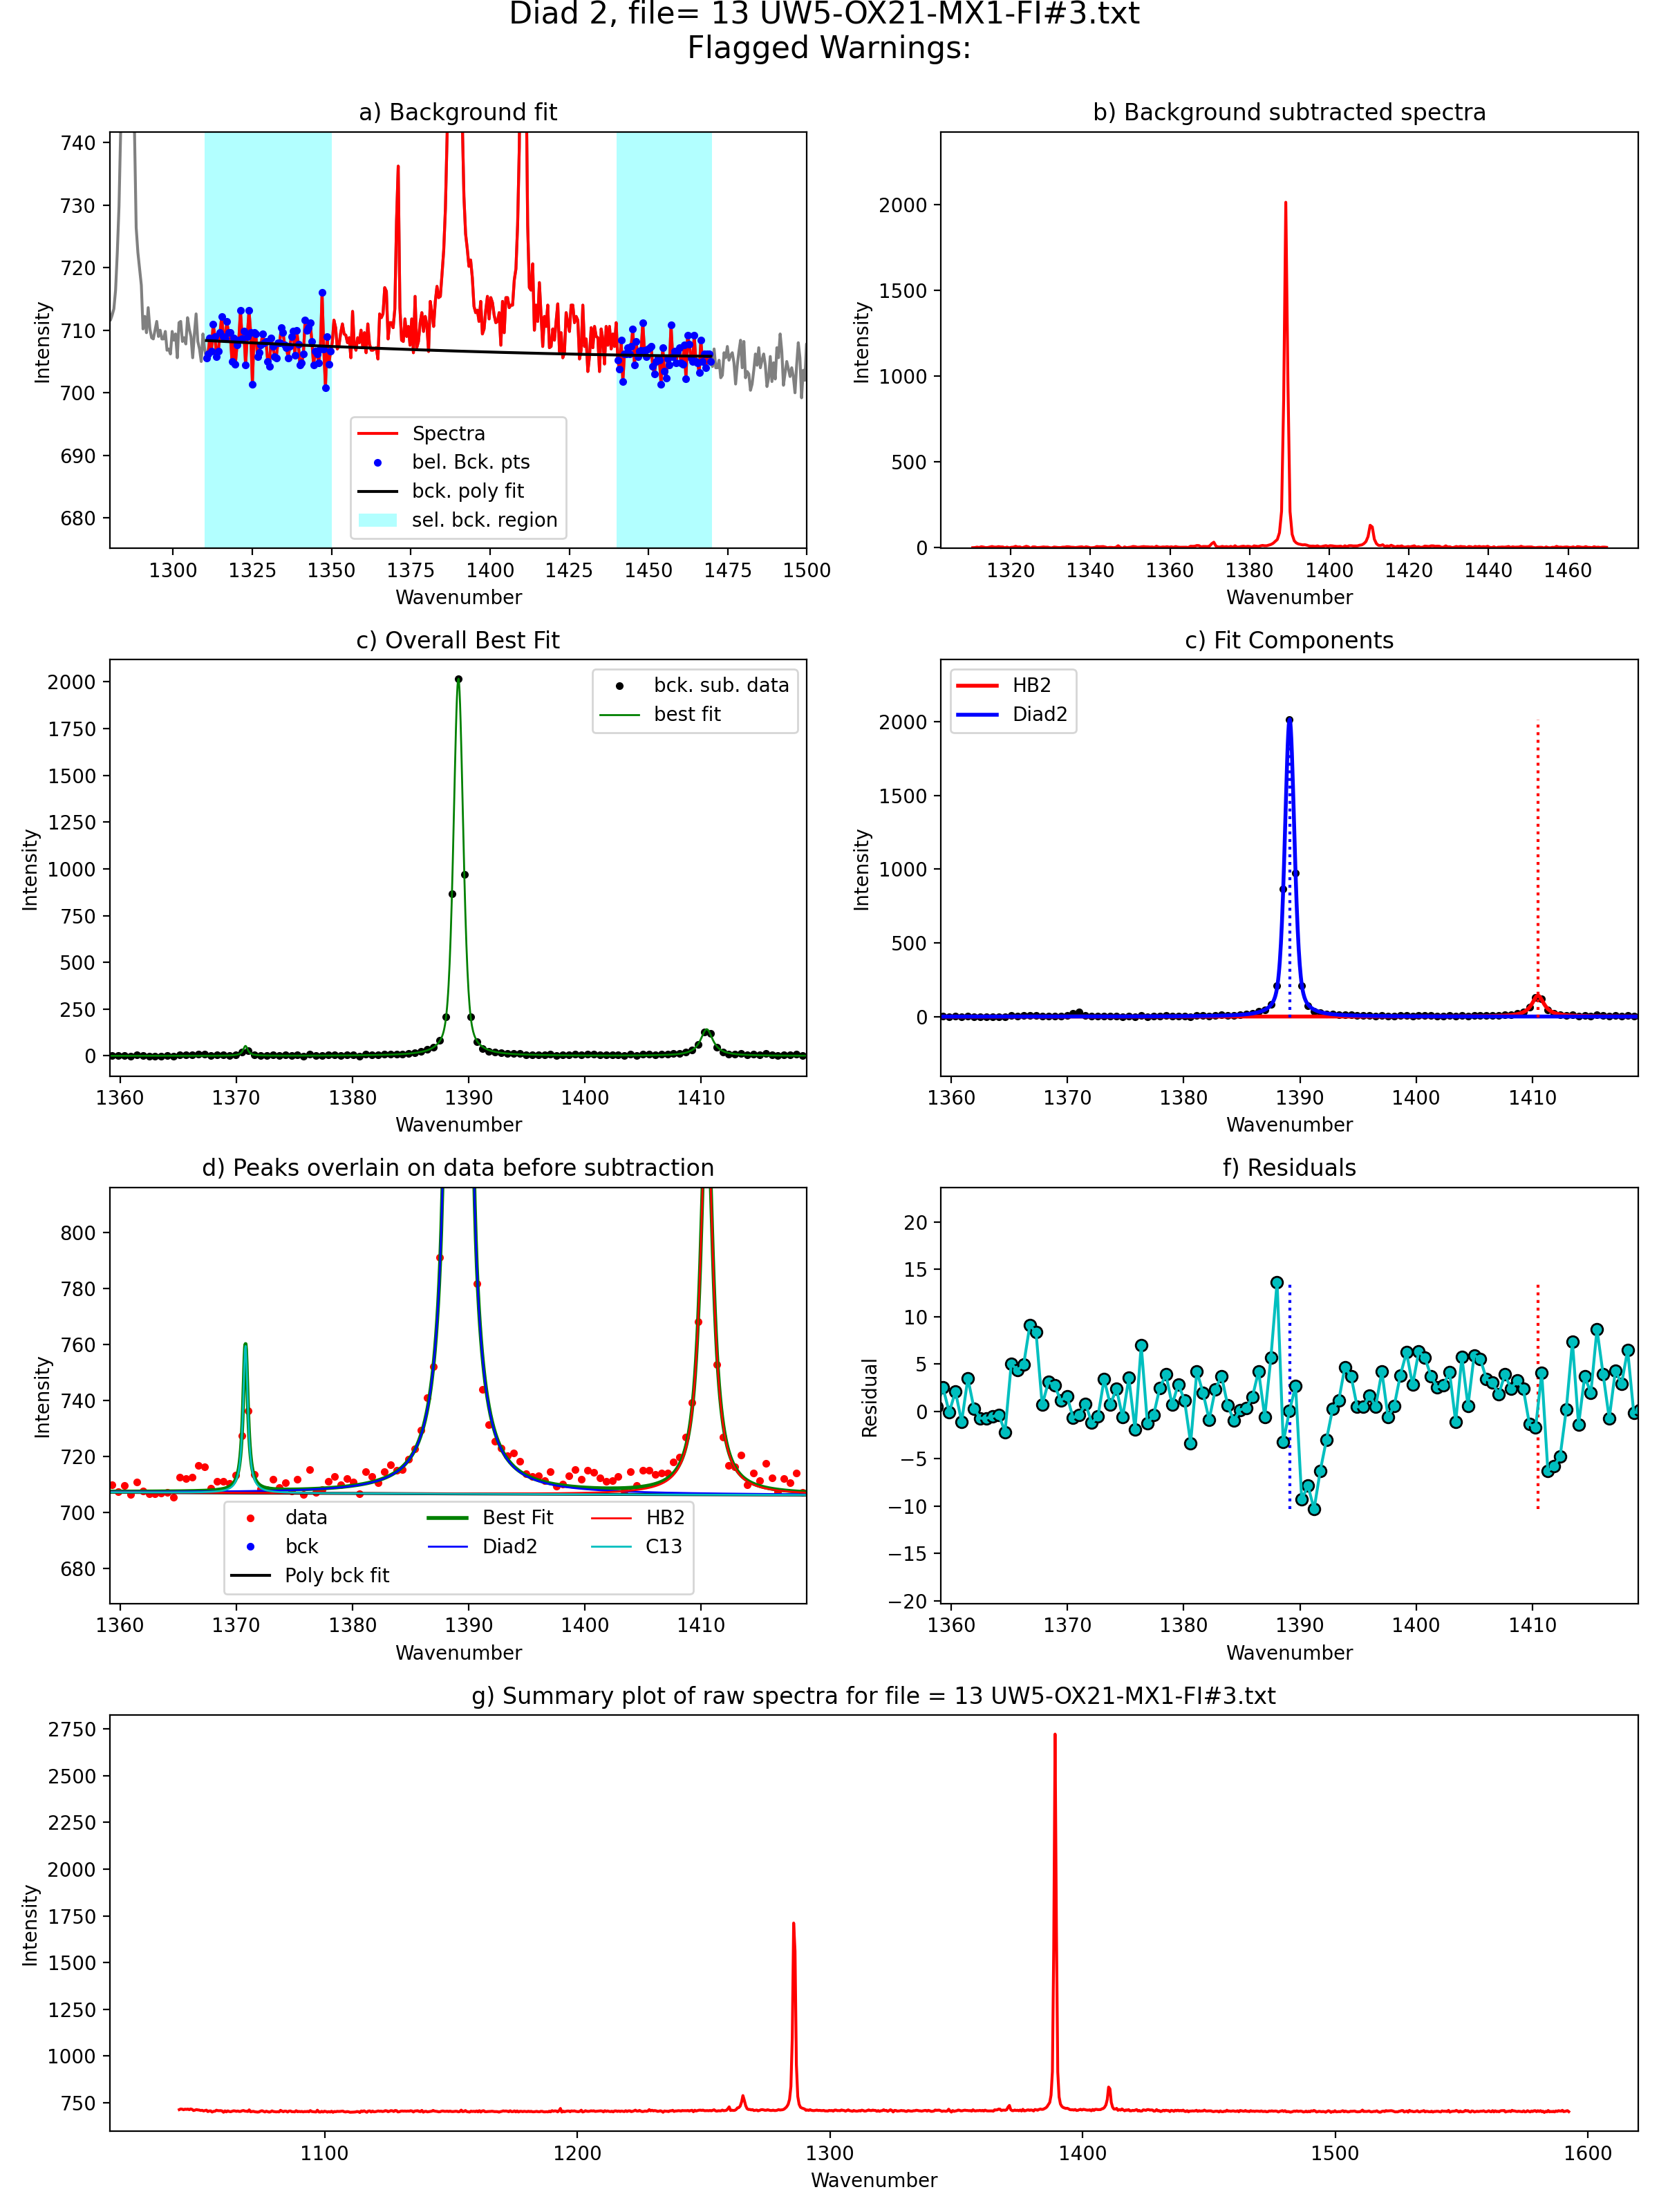 Diad 2, file= 13 UW5-OX21-MX1-FI#3.txt
Flagged Warnings:
a) Background fit
740
730
720
710
700
690
680
Intensity
Spectra
bel. Bck. pts
bck. poly fit
sel. bck. region
1300 1325 1350 1375 1400 1425 1450 1475 1500
Wavenumber
b) Background subtracted spectra
2000
1500
1000
500
0
Intensity
1320 1340 1360 1380 1400 1420 1440 1460
Wavenumber
c) Overall Best Fit
2000
1750
1500
1250
1000
750
500
250
0
Intensity
bck. sub. data
best fit
1360 1370 1380 1390 1400 1410
Wavenumber
c) Fit Components
HB2
Diad2
2000
1500
1000
500
0
Intensity
1360 1370 1380 1390 1400 1410
Wavenumber
d) Peaks overlain on data before subtraction
800
780
760
740
720
700
680
Intensity
data
bck
Poly bck fit
Best Fit
Diad2
HB2
C13
1360 1370 1380 1390 1400 1410
Wavenumber
f) Residuals
20
15
10
5
0
−5
−10
−15
−20
Residual
1360 1370 1380 1390 1400 1410
Wavenumber
g) Summary plot of raw spectra for file = 13 UW5-OX21-MX1-FI#3.txt
2750
2500
2250
2000
1750
1500
1250
1000
750
Intensity
1100 1200 1300 1400 1500 1600
Wavenumber